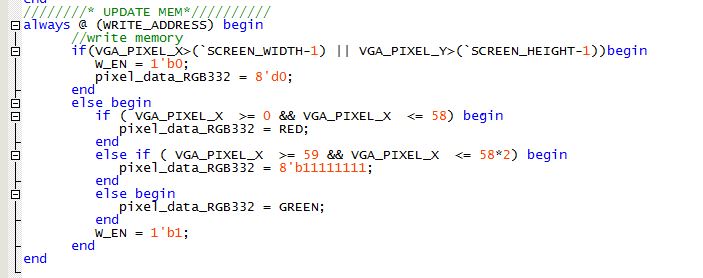 end
////////* UPDATE MEM*//////////
always @ (WRITE_ADDRESS) begin
//write memory
if(VGA_PIXEL_X>(`SCREEN_WIDTH-1) || VGA_PIXEL_Y>(`SCREEN_HEIGHT-1))begin
W_EN = 1'b0;
pixel_data_RGB332 = 8'd0;
end
else begin
if ( VGA_PIXEL_X  >= 0 && VGA_PIXEL_X  <= 58) begin
pixel_data_RGB332 = RED;
end
else if ( VGA_PIXEL_X  >= 59 && VGA_PIXEL_X  <= 58*2) begin
pixel_data_RGB332 = 8'b11111111;
end
else begin
pixel_data_RGB332 = GREEN;
end
W_EN = 1'b1;
end
end